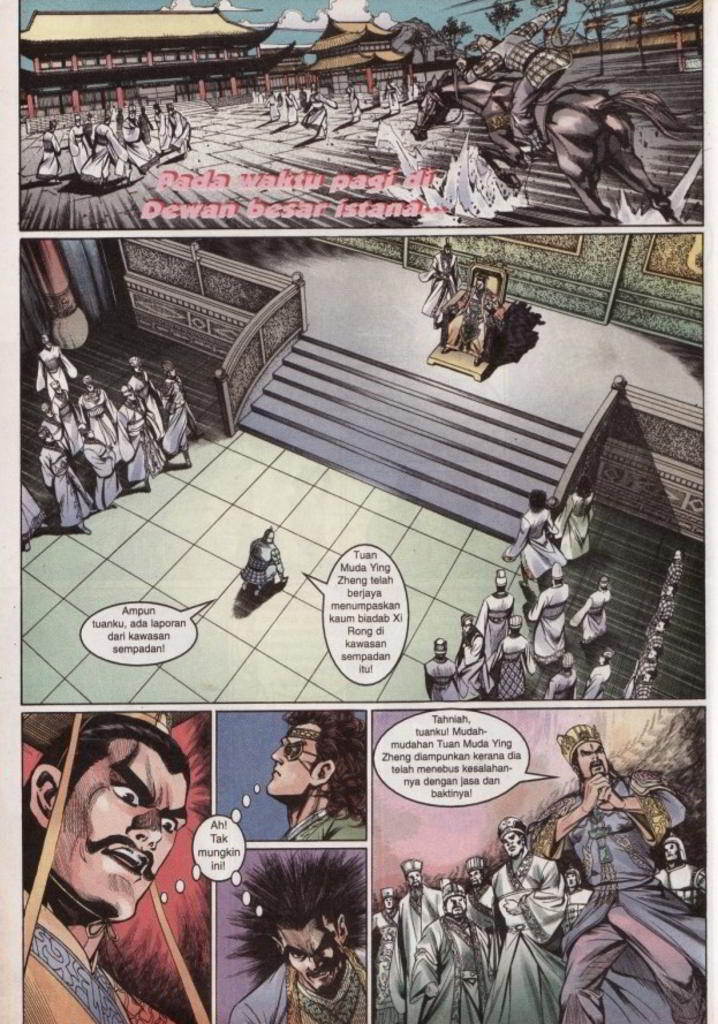 Pada waktu pagi di
Dewan besar istana...
Ampun
tuanku, ada laporan
dari kawasan
sempadan!
Tuan
Muda Ying
Zheng telah
berjaya
menumpaskan
kaum biadab Xi
Rong di
kawasan
sempadan
itu!
Ah!
Tak
mungkin
ini!
Tahniah,
tuanku! Mudah-
mudahan Tuan Muda Ying
Zheng diampunkan kerana dia
telah menebus kesalahan-
nya dengan jasa dan
baktinya!